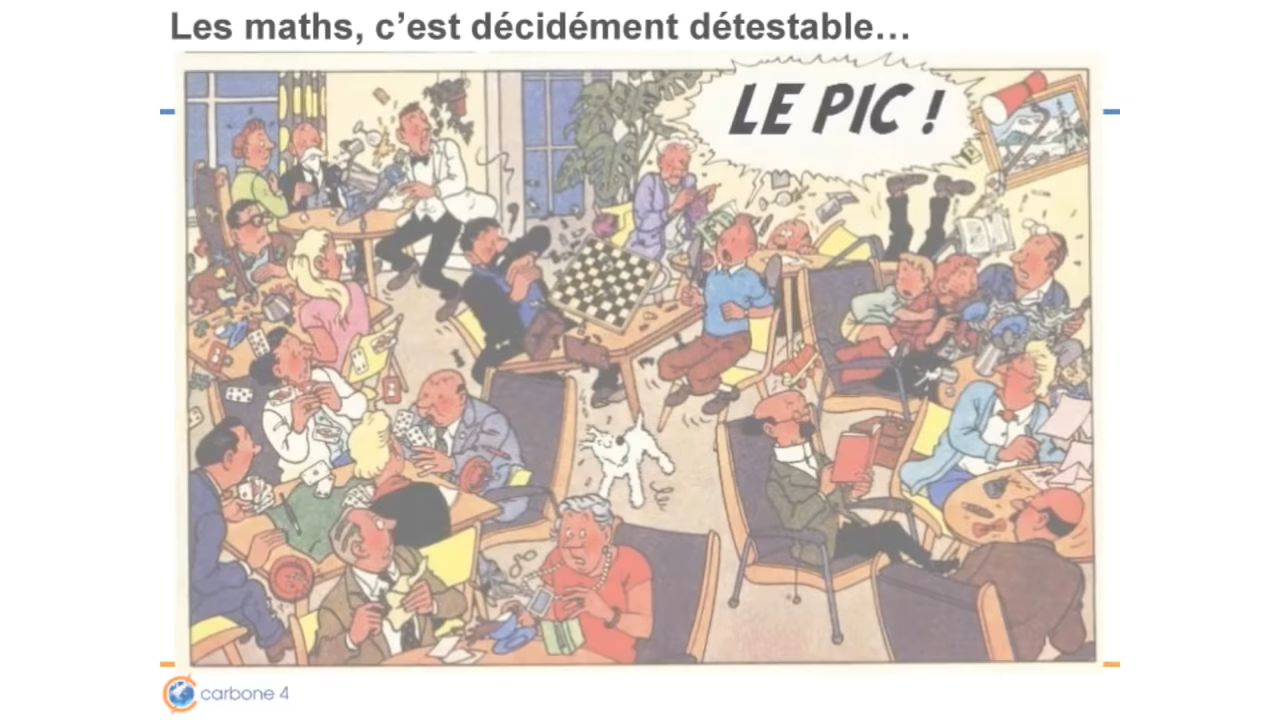 Les maths, c’est décidément détestable…
LE PIC !
carbone 4